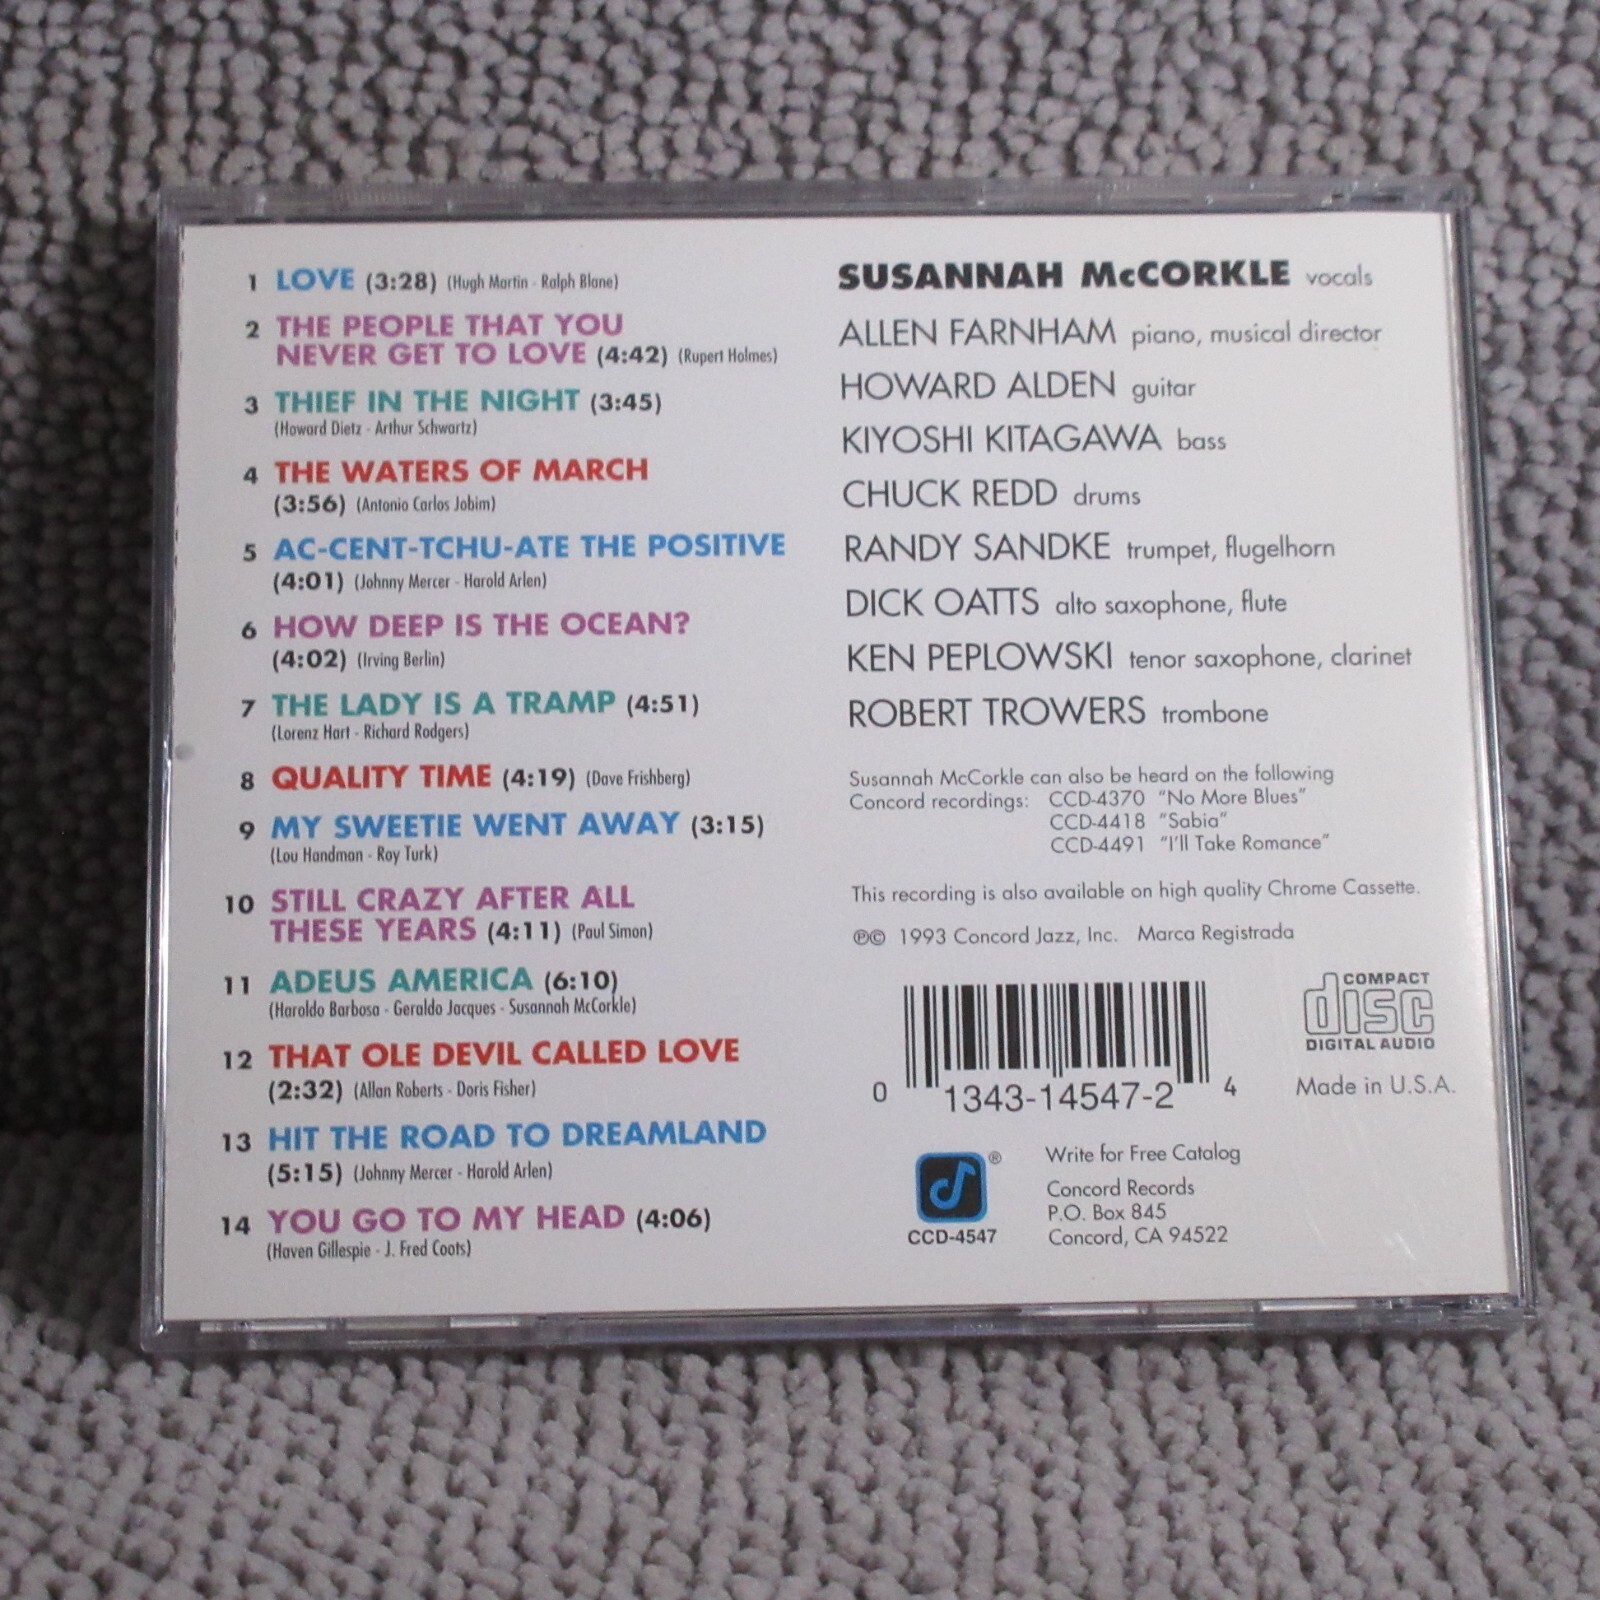 1 LOVE (3:28) (Hugh Martin - Ralph Blane)
2 THE PEOPLE THAT YOU
NEVER GET TO LOVE (4:42) (Rupert Holmes)
3 THIEF IN THE NIGHT (3:45)
(Howard Dietz - Arthur Schwartz)
4 THE WATERS OF MARCH
(3:56) (Antonio Carlos Jobim)
5 AC-CENT-TCHU-ATE THE POSITIVE
(4:01) (Johnny Mercer - Harold Arlen)
6 HOW DEEP IS THE OCEAN?
(4:02) (Irving Berlin)
7 THE LADY IS A TRAMP (4:51)
(Lorenz Hart - Richard Rodgers)
8 QUALITY TIME (4:19) (Dave Frishberg)
9 MY SWEETIE WENT AWAY (3:15)
(Lou Handman - Roy Turk)
10 STILL CRAZY AFTER ALL
THESE YEARS (4:11) (Paul Simon)
11 ADEUS AMERICA (6:10)
(Haroldo Barbosa - Geraldo Jacques - Susannah McCorkle)
12 THAT OLE DEVIL CALLED LOVE
(2:32) (Allan Roberts - Doris Fisher)
13 HIT THE ROAD TO DREAMLAND
(5:15) (Johnny Mercer - Harold Arlen)
14 YOU GO TO MY HEAD (4:06)
(Haven Gillespie - J. Fred Coots)
SUSANNAH McCORKLE vocals
ALLEN FARNHAM piano, musical director
HOWARD ALDEN guitar
KIYOSHI KITAGAWA bass
CHUCK REDD drums
RANDY SANDKE trumpet, flugelhorn
DICK OATTS alto saxophone, flute
KEN PEPLOWSKI tenor saxophone, clarinet
ROBERT TROWERS trombone
Susannah McCorkle can also be heard on the following
Concord recordings: CCD-4370 "No More Blues"
CCD-4418 "Sabia"
CCD-4491 "I'll Take Romance"
This recording is also available on high quality Chrome Cassette.
℗© 1993 Concord Jazz, Inc. Marca Registrada
0 1343-14547-2 4
COMPACT
disc
DIGITAL AUDIO
Made in U.S.A.
®
CCD-4547
Write for Free Catalog
Concord Records
P.O. Box 845
Concord, CA 94522